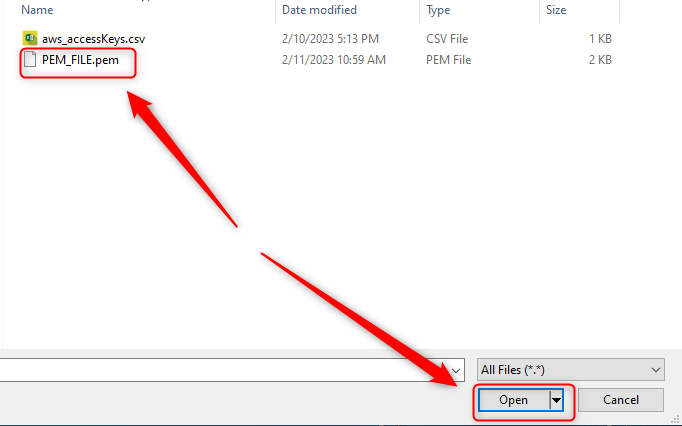 Name Date modified Type Size
aws_accessKeys.csv 2/10/2023 5:13 PM CSV File 1 KB
PEM_FILE.pem 2/11/2023 10:59 AM PEM File 2 KB
All Files (*.*)
Open Cancel